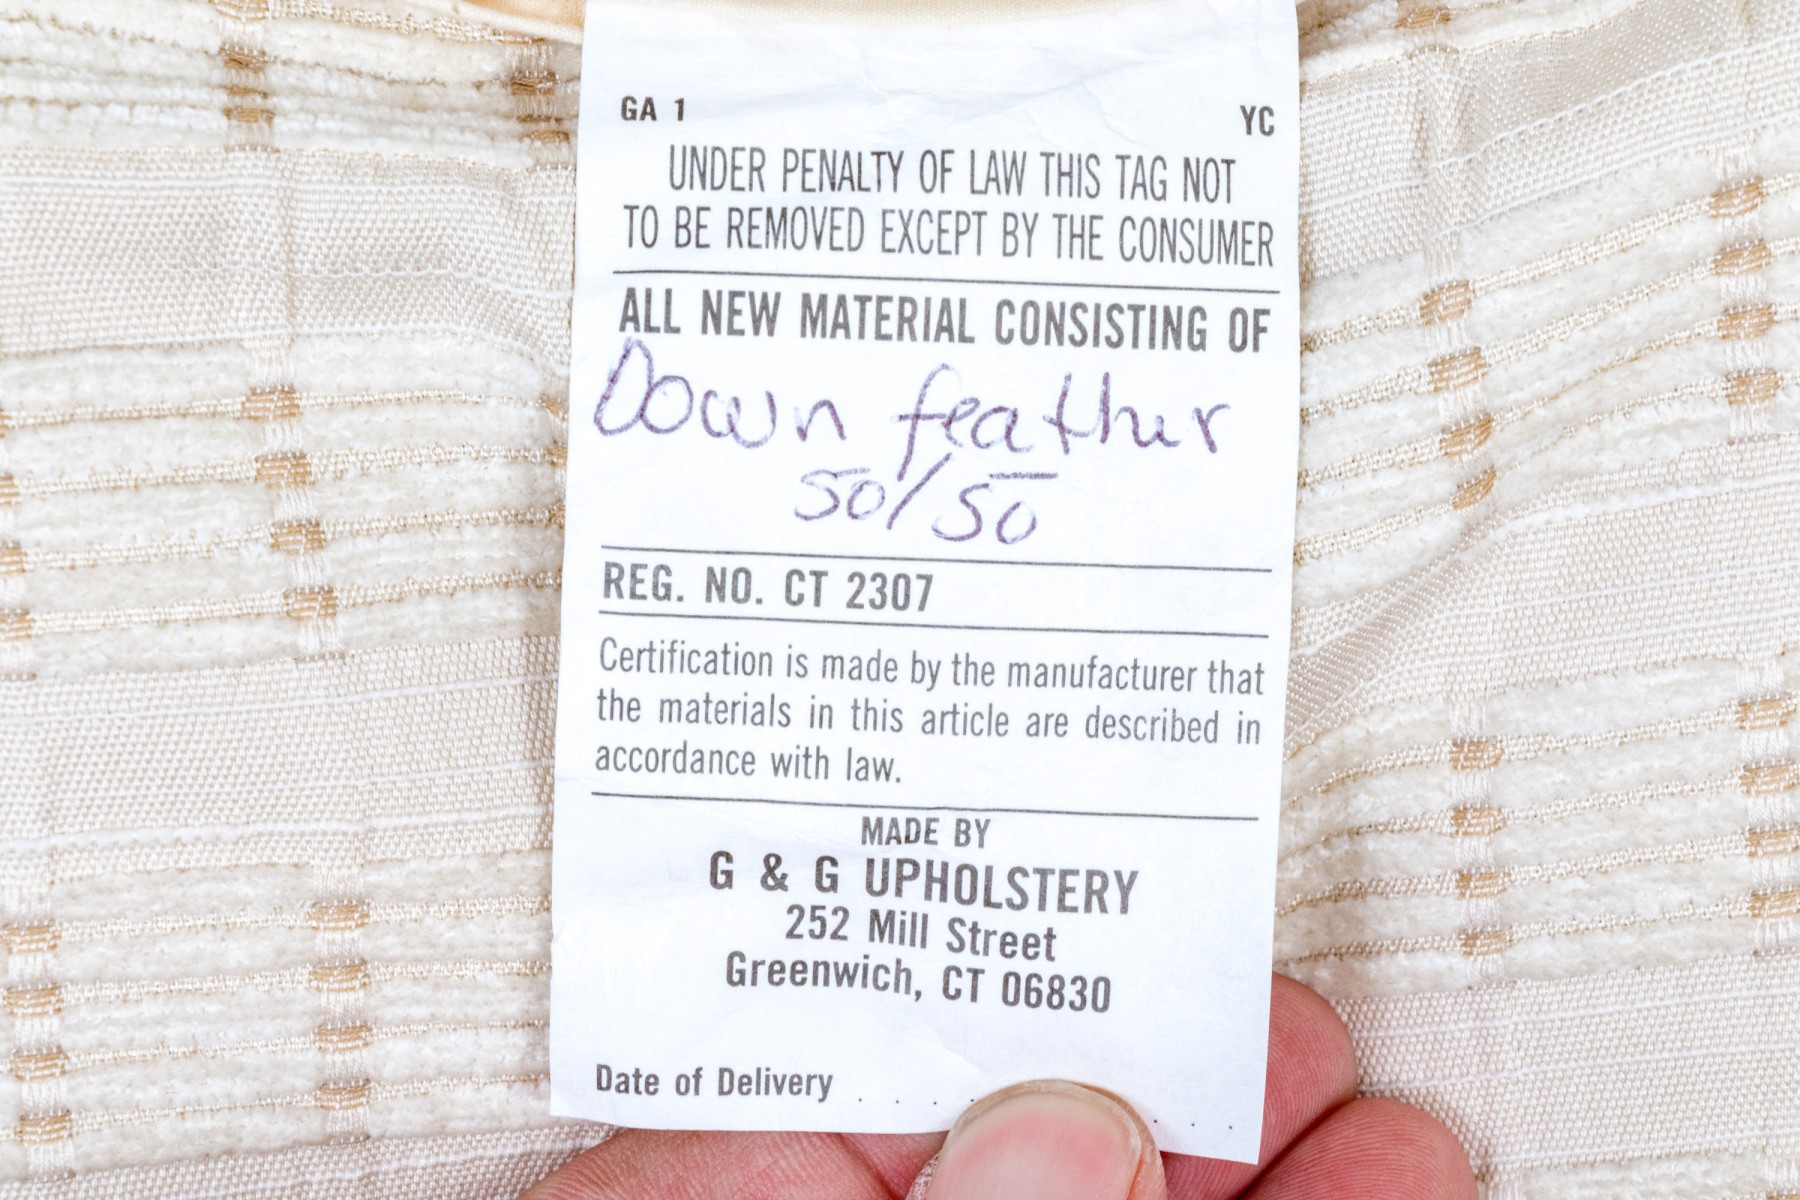 GA 1 YC
UNDER PENALTY OF LAW THIS TAG NOT
TO BE REMOVED EXCEPT BY THE CONSUMER
ALL NEW MATERIAL CONSISTING OF
Down feather
50/50
REG. NO. CT 2307
Certification is made by the manufacturer that
the materials in this article are described in
accordance with law.
MADE BY
G & G UPHOLSTERY
252 Mill Street
Greenwich, CT 06830
Date of Delivery